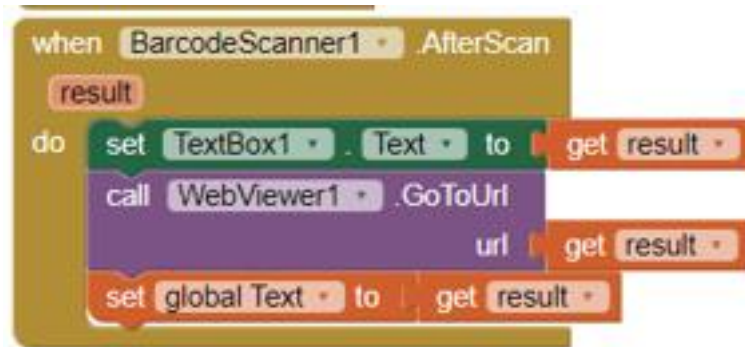 when BarcodeScanner1 .AfterScan
result
do set TextBox1 . Text to get result
call WebViewer1 .GoToUrl
url get result
set global Text to get result